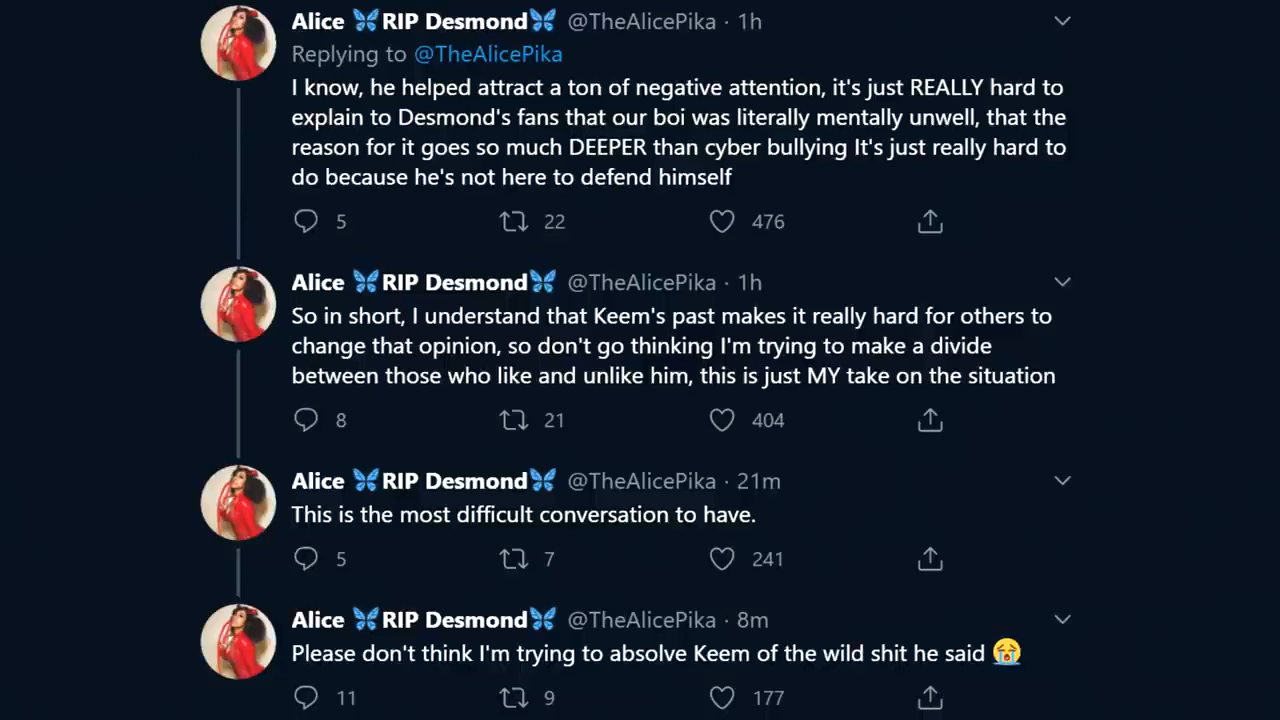 Alice 🦋RIP Desmond🦋 @TheAlicePika · 1h
Replying to @TheAlicePika
I know, he helped attract a ton of negative attention, it's just REALLY hard to
explain to Desmond's fans that our boi was literally mentally unwell, that the
reason for it goes so much DEEPER than cyber bullying It's just really hard to
do because he's not here to defend himself
5 22 476
Alice 🦋RIP Desmond🦋 @TheAlicePika · 1h
So in short, I understand that Keem's past makes it really hard for others to
change that opinion, so don't go thinking I'm trying to make a divide
between those who like and unlike him, this is just MY take on the situation
8 21 404
Alice 🦋RIP Desmond🦋 @TheAlicePika · 21m
This is the most difficult conversation to have.
5 7 241
Alice 🦋RIP Desmond🦋 @TheAlicePika · 8m
Please don't think I'm trying to absolve Keem of the wild shit he said 😭
11 9 177